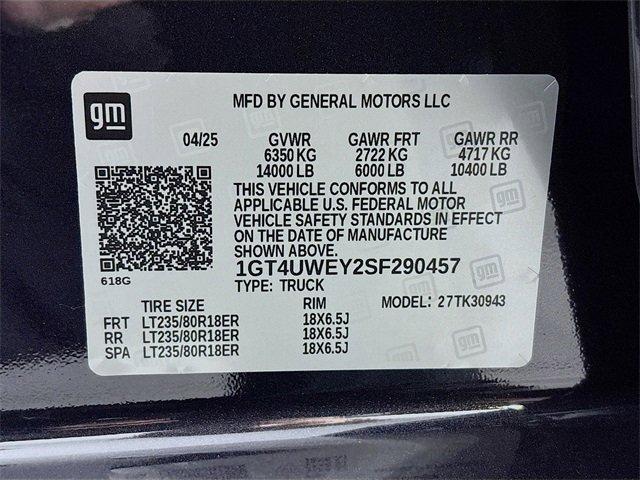 gm
MFD BY GENERAL MOTORS LLC
04/25 GVWR GAWR FRT GAWR RR
6350 KG 2722 KG 4717 KG
14000 LB 6000 LB 10400 LB
THIS VEHICLE CONFORMS TO ALL
APPLICABLE U.S. FEDERAL MOTOR
VEHICLE SAFETY STANDARDS IN EFFECT
ON THE DATE OF MANUFACTURE
SHOWN ABOVE.
618G
1GT4UWEY2SF290457
TYPE: TRUCK
TIRE SIZE RIM MODEL: 27TK30943
FRT LT235/80R18ER 18X6.5J
RR LT235/80R18ER 18X6.5J
SPA LT235/80R18ER 18X6.5J